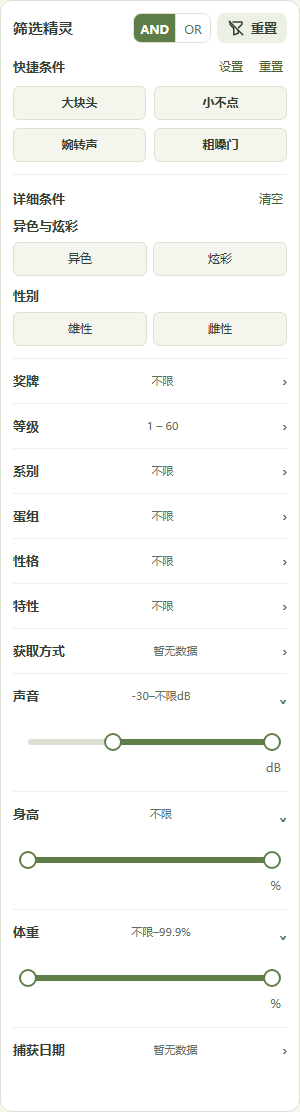 筛选精灵 AND OR 重置
快捷条件 设置 重置
大块头 小不点
婉转声 粗嗓门
详细条件 清空
异色与炫彩
异色 炫彩
性别
雄性 雌性
奖牌 不限 ›
等级 1 – 60 ›
系别 不限 ›
蛋组 不限 ›
性格 不限 ›
特性 不限 ›
获取方式 暂无数据 ›
声音 -30–不限dB
dB
身高 不限
%
体重 不限–99.9%
%
捕获日期 暂无数据 ›